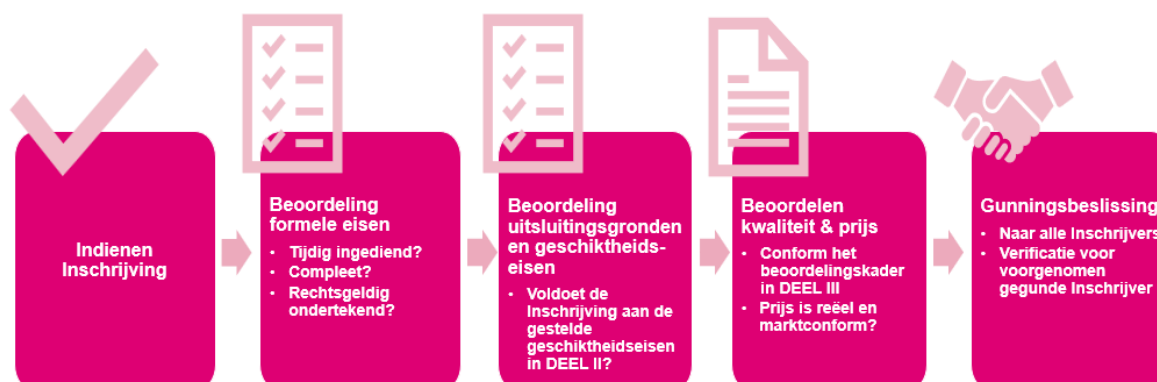 Indienen
Inschrijving
Beoordeling
formele eisen
• Tijdig ingediend?
• Compleet?
• Rechtsgeldig
ondertekend?
Beoordeling
uitsluitingsgronden
en geschiktheids-
eisen
• Voldoet de
Inschrijving aan de
gestelde
geschiktheidseisen
in DEEL II?
Beoordelen
kwaliteit & prijs
• Conform het
beoordelingskader
in DEEL III
• Prijs is reëel en
marktconform?
Gunningsbeslissing
• Naar alle Inschrijvers
• Verificatie voor
voorgenomen
gegunde Inschrijver